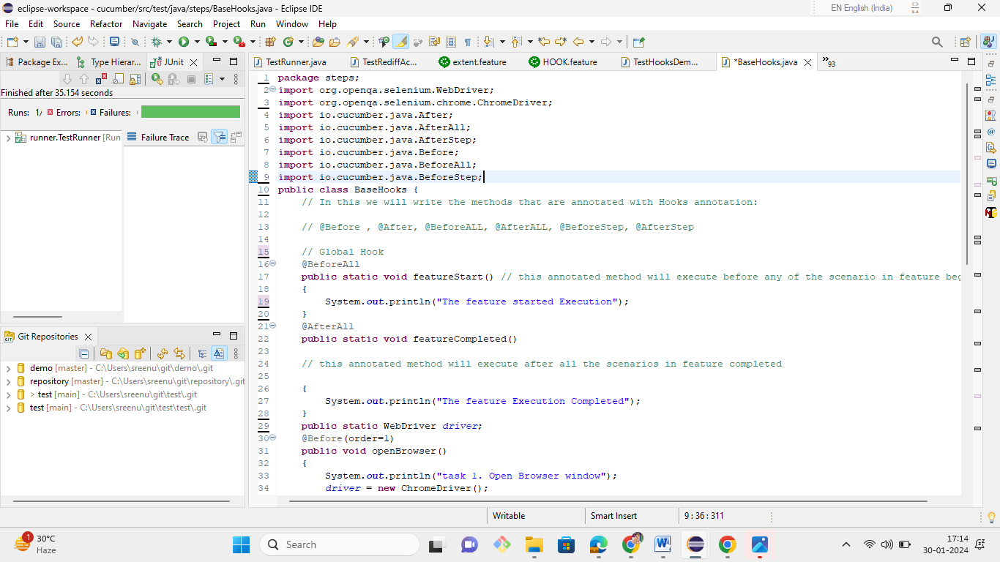 eclipse-workspace - cucumber/src/test/java/steps/BaseHooks.java - Eclipse IDE
EN English (India)
File Edit Source Refactor Navigate Search Project Run Window Help
Package Ex... Type Hierar... JUnit
TestRunner.java TestRediffAc... extent.feature HOOK.feature TestHooksDem... *BaseHooks.java 93
Finished after 35.154 seconds
Runs: 1/ Errors: Failures:
runner.TestRunner [Run
Failure Trace
1 package steps;
2 import org.openqa.selenium.WebDriver;
3 import org.openqa.selenium.chrome.ChromeDriver;
4 import io.cucumber.java.After;
5 import io.cucumber.java.AfterAll;
6 import io.cucumber.java.AfterStep;
7 import io.cucumber.java.Before;
8 import io.cucumber.java.BeforeAll;
9 import io.cucumber.java.BeforeStep;
10 public class BaseHooks {
11 // In this we will write the methods that are annotated with Hooks annotation:
12
13 // @Before , @After, @BeforeALL, @AfterALL, @BeforeStep, @AfterStep
14
15 // Global Hook
16 @BeforeAll
17 public static void featureStart() // this annotated method will execute before any of the scenario in feature beg
18 {
19 System.out.println("The feature started Execution");
20 }
21 @AfterAll
22 public static void featureCompleted()
23
24 // this annotated method will execute after all the scenarios in feature completed
25
26 {
27 System.out.println("The feature Execution Completed");
28 }
29 public static WebDriver driver;
30 @Before(order=1)
31 public void openBrowser()
32 {
33 System.out.println("task 1. Open Browser window");
34 driver = new ChromeDriver();
Git Repositories
demo [master] - C:\Users\sreenu\git\demo\.git
repository [master] - C:\Users\sreenu\git\repository\.git
> test [main] - C:\Users\sreenu\git\test\.git
test [main] - C:\Users\sreenu\git\test\test\.git
Writable Smart Insert 9 : 36 : 311
1
30°C
Haze
Search
17:14
30-01-2024